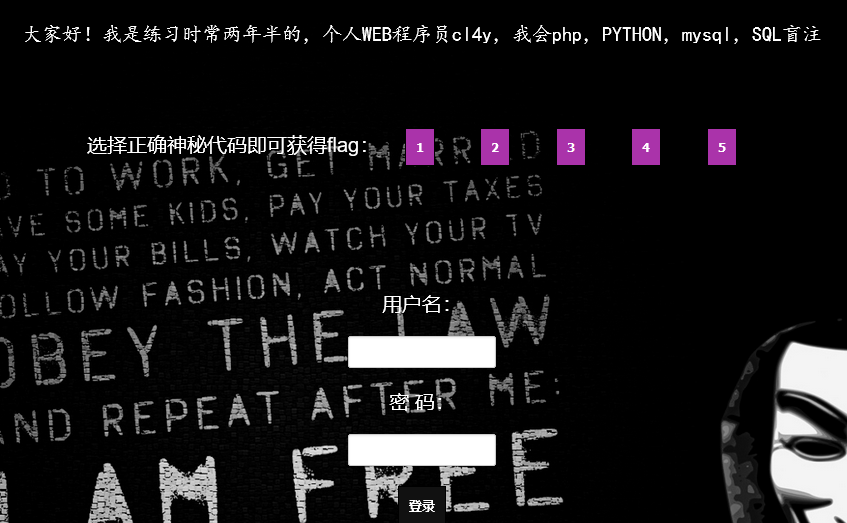 大家好！我是练习时常两年半的，个人WEB程序员cl4y，我会php，PYTHON，mysql，SQL盲注
选择正确神秘代码即可获得flag：
1 2 3 4 5
TO WORK, GET MARRIED
SOME KIDS, PAY YOUR TAXES
YOUR BILLS, WATCH YOUR TV
FOLLOW FASHION, ACT NORMAL
OBEY THE LAW
AND REPEAT AFTER ME:
I AM FREE
用户名：
密 码：
登录